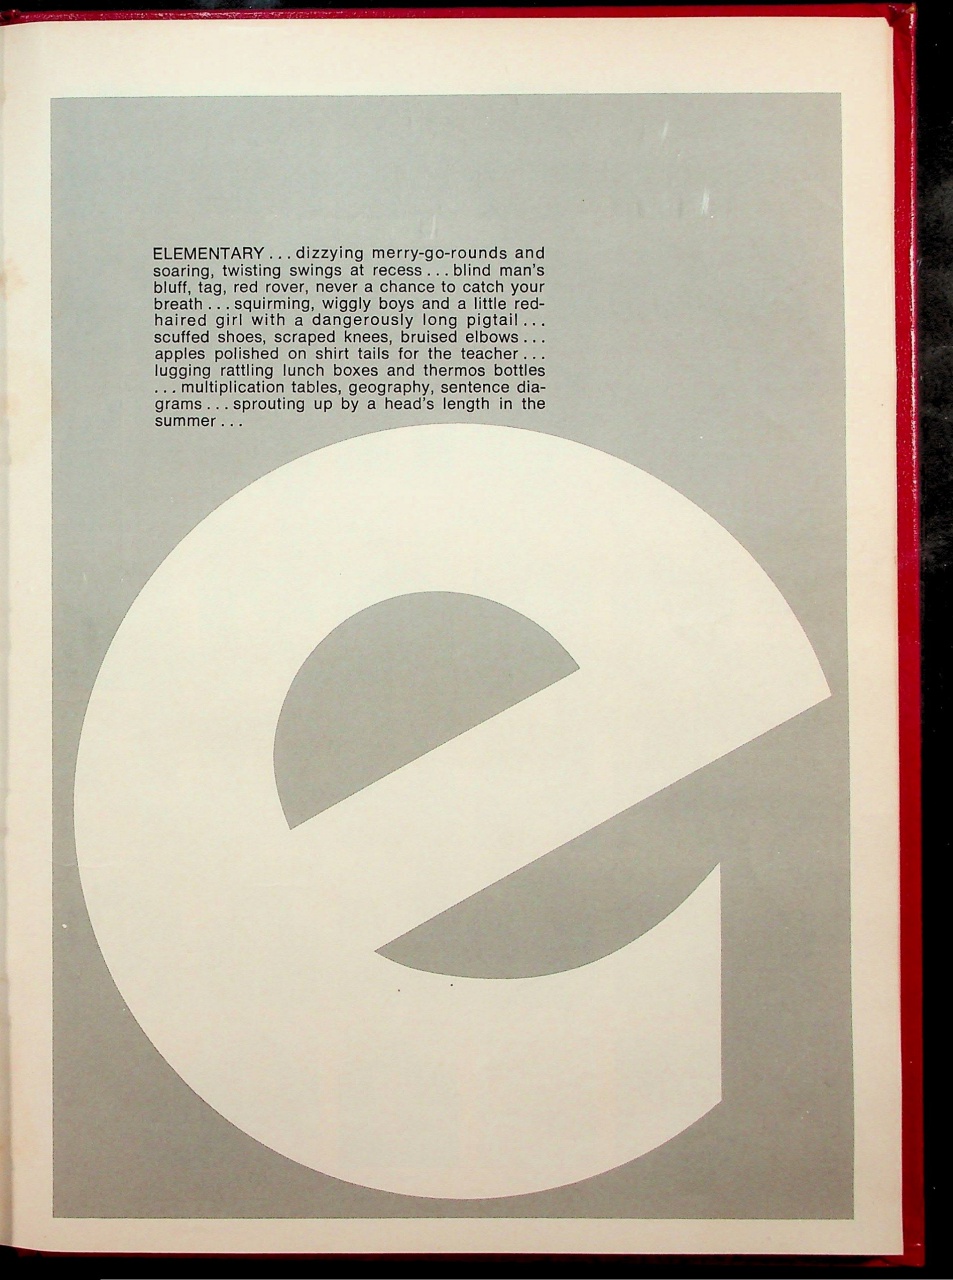 ELEMENTARY... dizzying merry-go-rounds and
soaring, twisting swings at recess... blind man's
bluff, tag, red rover, never a chance to catch your
breath... squirming, wiggly boys and a little red-
haired girl with a dangerously long pigtail...
scuffed shoes, scraped knees, bruised elbows...
apples polished on shirt tails for the teacher...
lugging rattling lunch boxes and thermos bottles
... multiplication tables, geography, sentence dia-
grams... sprouting up by a head's length in the
summer...
e